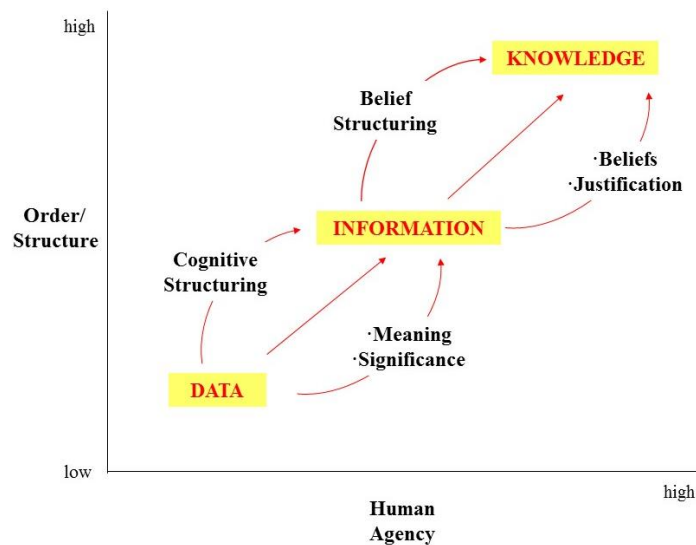 high
KNOWLEDGE
Belief
Structuring
·Beliefs
·Justification
Order/
Structure
INFORMATION
Cognitive
Structuring
·Meaning
·Significance
DATA
low
high
Human
Agency